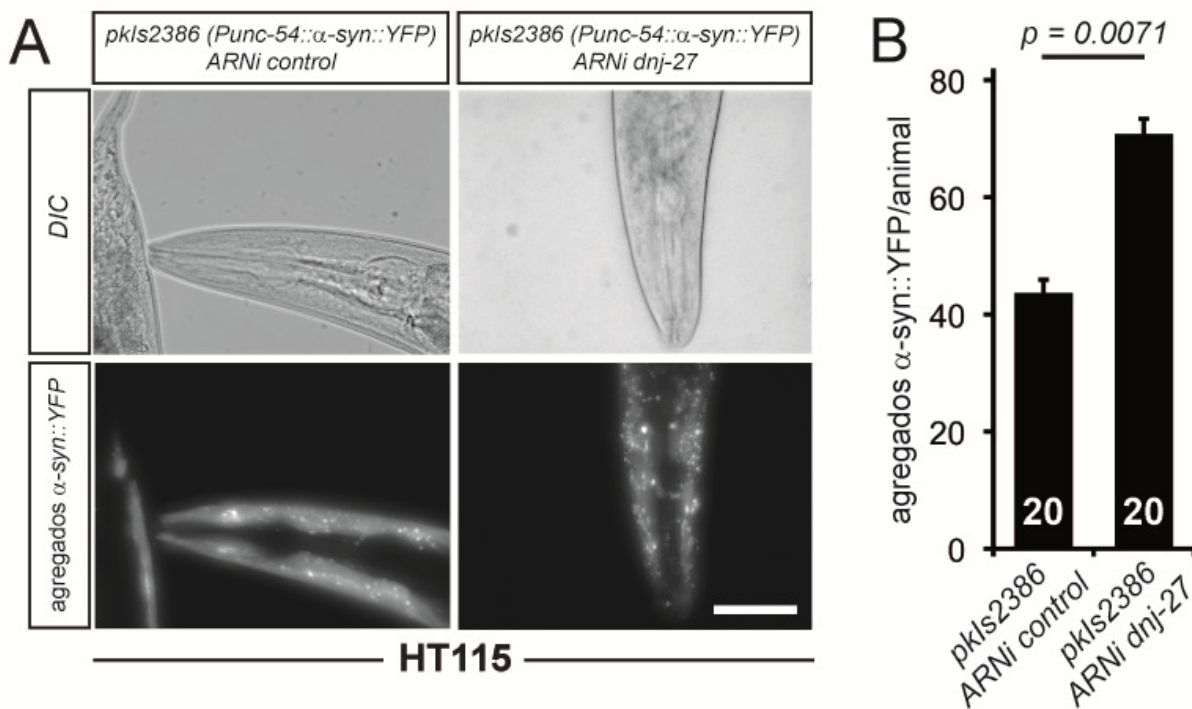 A
pkIs2386 (Punc-54::α-syn::YFP)
ARNi control
pkIs2386 (Punc-54::α-syn::YFP)
ARNi dnj-27
DIC
agregados α-syn::YFP
HT115
B
p = 0.0071
agregados α-syn::YFP/animal
80
60
40
20
0
20
20
pkIs2386
ARNi control
pkIs2386
ARNi dnj-27